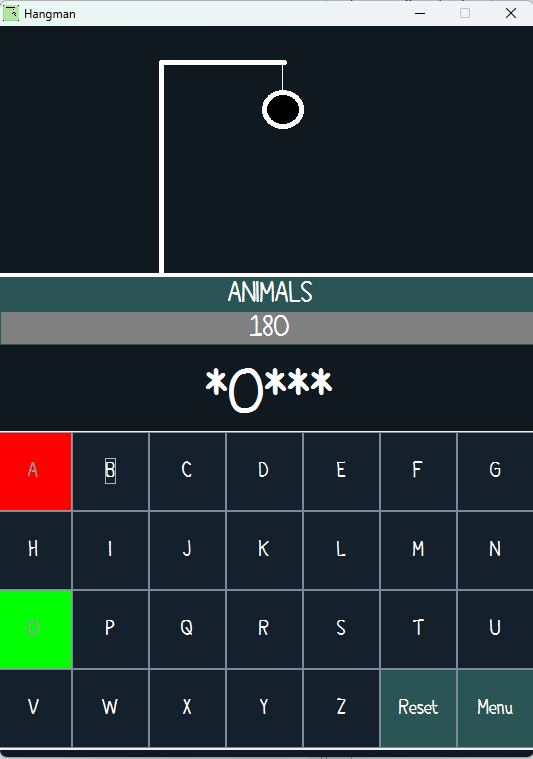 Hangman
ANIMALS
180
*O***
A B C D E F G
H I J K L M N
O P Q R S T U
V W X Y Z Reset Menu